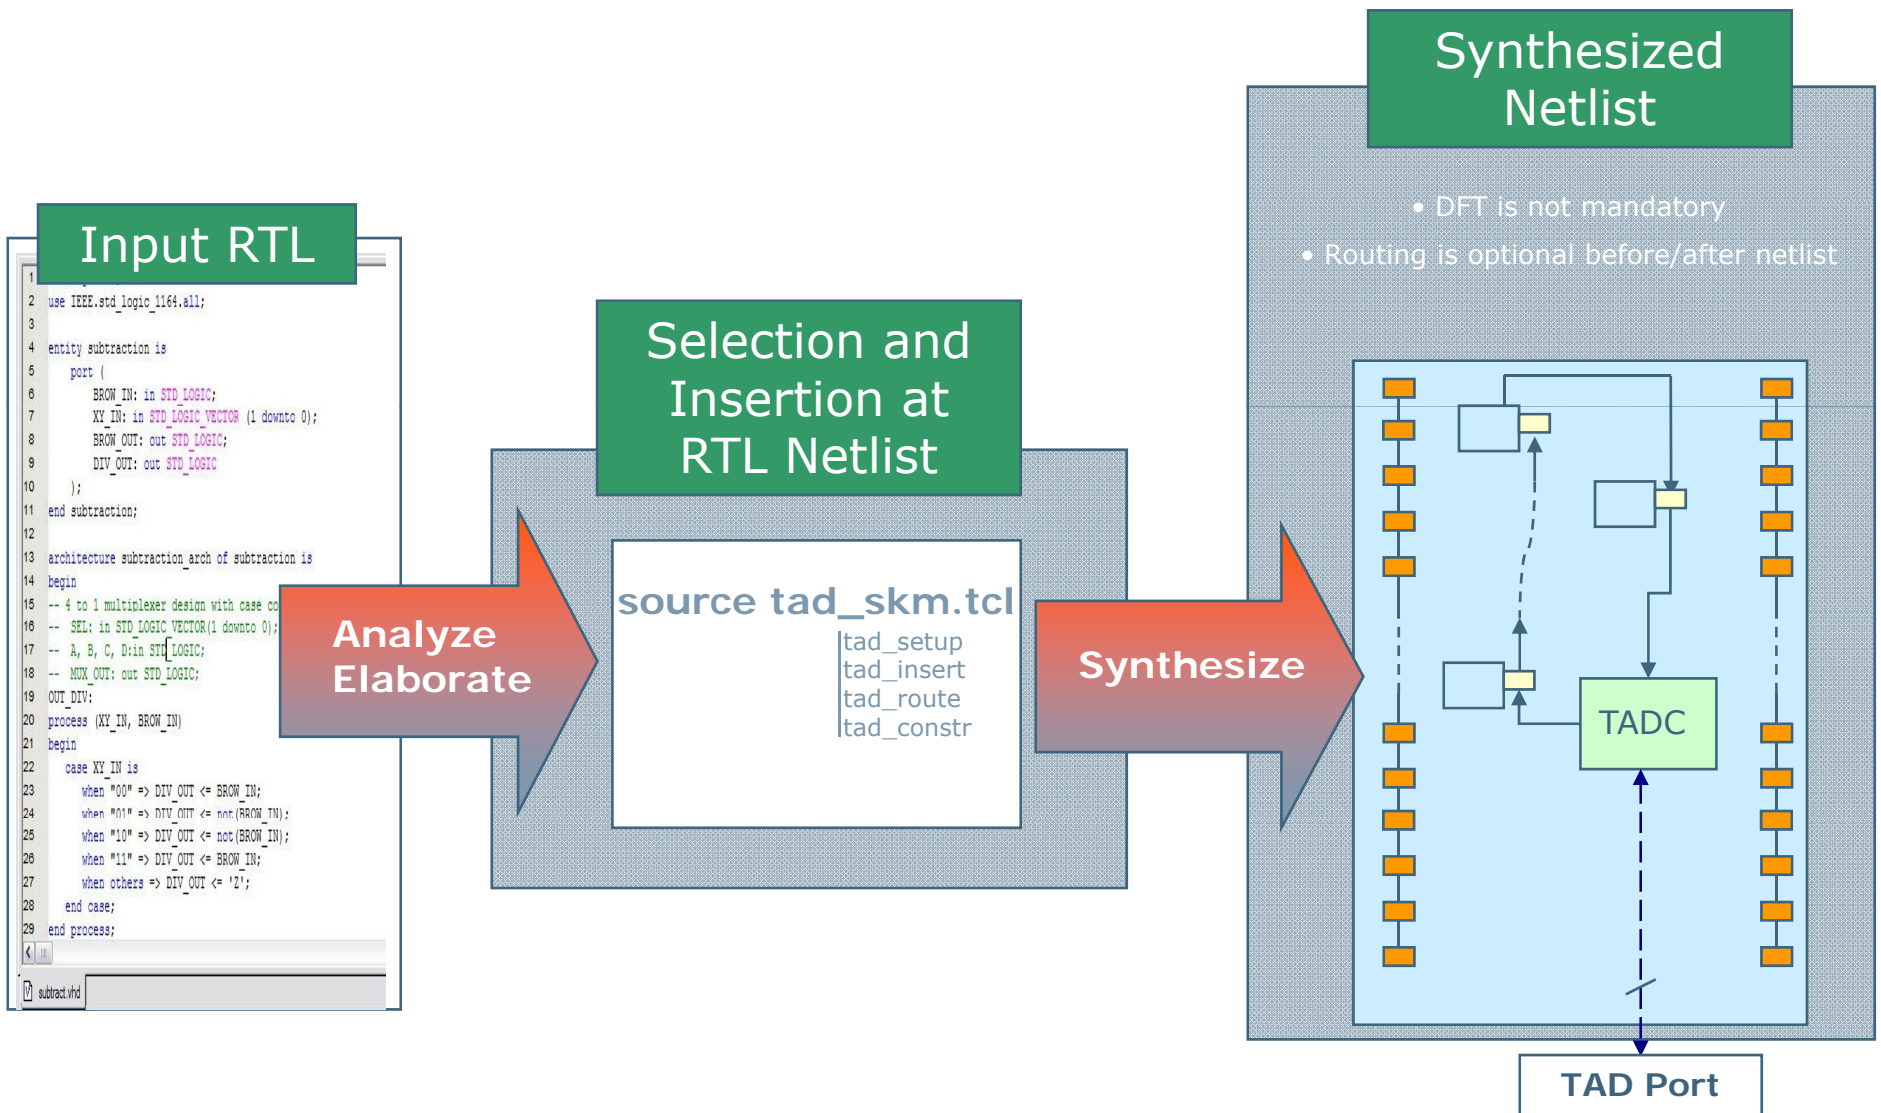 Input RTL
1
2 use IEEE.std_logic_1164.all;
3
4 entity subtraction is
5 port (
6 BROW_IN: in STD_LOGIC;
7 XY_IN: in STD_LOGIC_VECTOR (1 downto 0);
8 BROW_OUT: out STD_LOGIC;
9 DIV_OUT: out STD_LOGIC
10 );
11 end subtraction;
12
13 architecture subtraction_arch of subtraction is
14 begin
15 -- 4 to 1 multiplexer design with case co
16 -- SEL: in STD_LOGIC_VECTOR(1 downto 0);
17 -- A, B, C, D:in STD_LOGIC;
18 -- MUX_OUT: out STD_LOGIC;
19 OUT_DIV:
20 process (XY_IN, BROW_IN)
21 begin
22 case XY_IN is
23 when "00" => DIV_OUT <= BROW_IN;
24 when "01" => DIV_OUT <= not(BROW_IN);
25 when "10" => DIV_OUT <= not(BROW_IN);
26 when "11" => DIV_OUT <= BROW_IN;
27 when others => DIV_OUT <= 'Z';
28 end case;
29 end process;
subtract.vhd
Analyze
Elaborate
Selection and
Insertion at
RTL Netlist
source tad_skm.tcl
tad_setup
tad_insert
tad_route
tad_constr
Synthesize
Synthesized
Netlist
• DFT is not mandatory
• Routing is optional before/after netlist
TADC
TAD Port